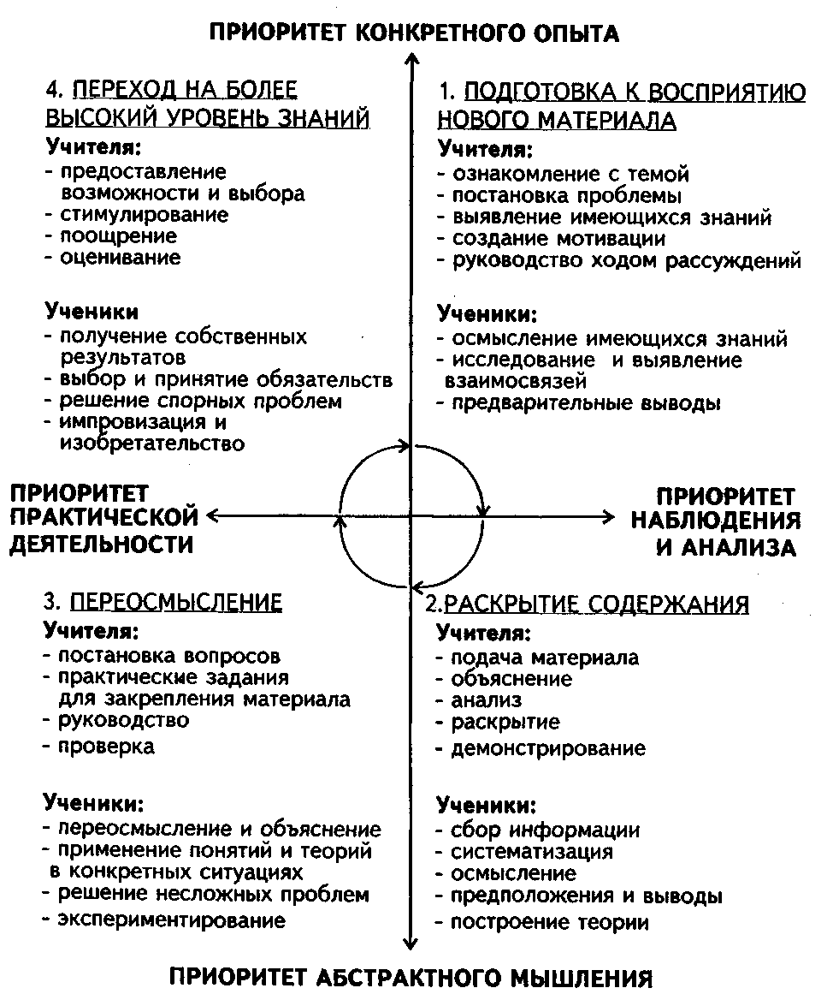 ПРИОРИТЕТ КОНКРЕТНОГО ОПЫТА
4. ПЕРЕХОД НА БОЛЕЕ
ВЫСОКИЙ УРОВЕНЬ ЗНАНИЙ
Учителя:
- предоставление
возможности и выбора
- стимулирование
- поощрение
- оценивание
Ученики
- получение собственных
результатов
- выбор и принятие обязательств
- решение спорных проблем
- импровизация и
изобретательство
1. ПОДГОТОВКА К ВОСПРИЯТИЮ
НОВОГО МАТЕРИАЛА
Учителя:
- ознакомление с темой
- постановка проблемы
- выявление имеющихся знаний
- создание мотивации
- руководство ходом рассуждений
Ученики:
- осмысление имеющихся знаний
- исследование и выявление
взаимосвязей
- предварительные выводы
ПРИОРИТЕТ
ПРАКТИЧЕСКОЙ
ДЕЯТЕЛЬНОСТИ
ПРИОРИТЕТ
НАБЛЮДЕНИЯ
И АНАЛИЗА
3. ПЕРЕОСМЫСЛЕНИЕ
Учителя:
- постановка вопросов
- практические задания
для закрепления материала
- руководство
- проверка
Ученики:
- переосмысление и объяснение
- применение понятий и теорий
в конкретных ситуациях
- решение несложных проблем
- экспериментирование
2.РАСКРЫТИЕ СОДЕРЖАНИЯ
Учителя:
- подача материала
- объяснение
- анализ
- раскрытие
- демонстрирование
Ученики:
- сбор информации
- систематизация
- осмысление
- предположения и выводы
- построение теории
ПРИОРИТЕТ АБСТРАКТНОГО МЫШЛЕНИЯ